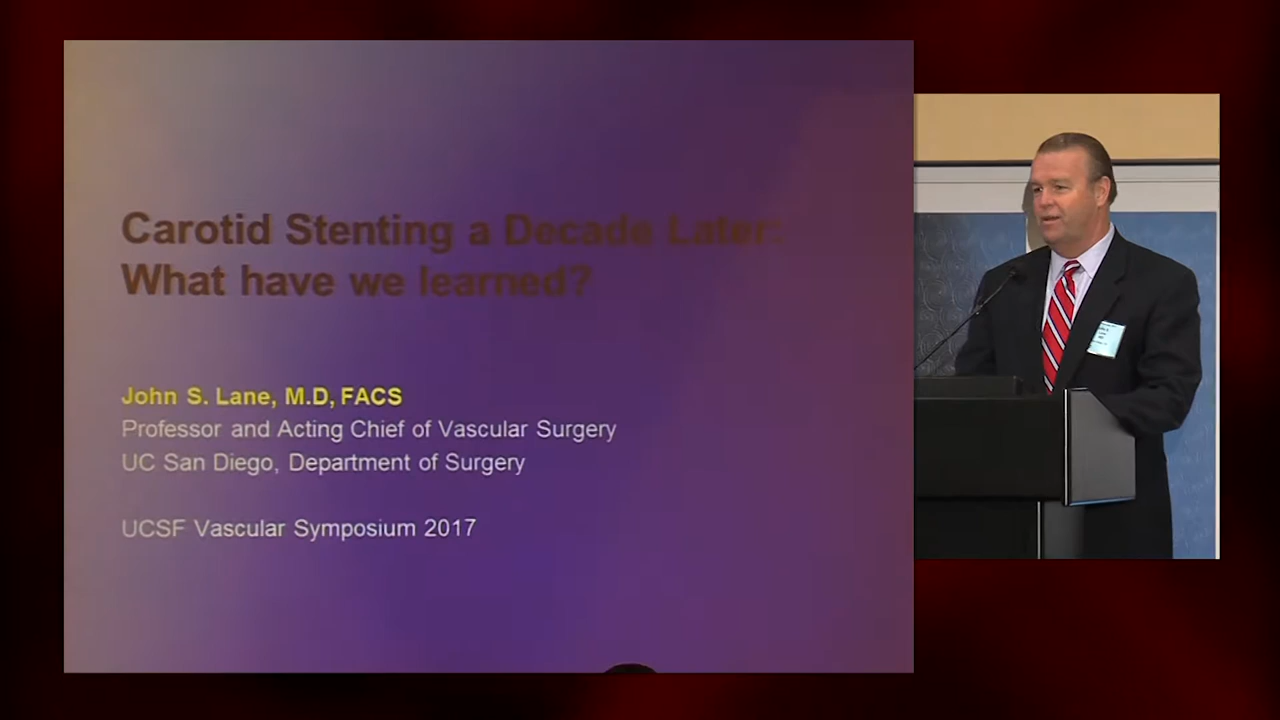 Carotid Stenting a Decade Later:
What have we learned?
John S. Lane, M.D, FACS
Professor and Acting Chief of Vascular Surgery
UC San Diego, Department of Surgery
UCSF Vascular Symposium 2017